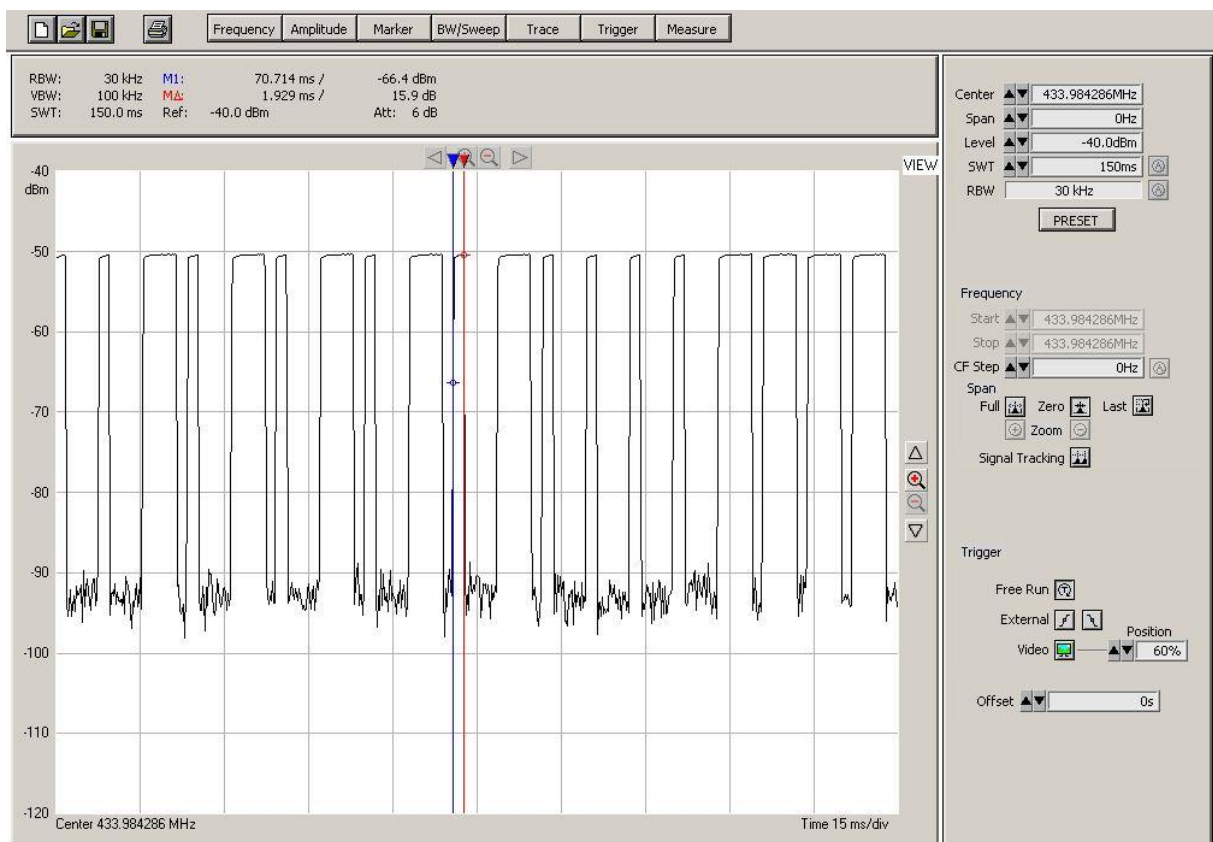 Frequency Amplitude Marker BW/Sweep Trace Trigger Measure
RBW: 30 kHz M1: 70.714 ms / -66.4 dBm
VBW: 100 kHz MΔ: 1.929 ms / 15.9 dB
SWT: 150.0 ms Ref: -40.0 dBm Att: 6 dB
VIEW
-40
dBm
-50
-60
-70
-80
-90
-100
-110
-120
Center 433.984286 MHz
Time 15 ms/div
Center 433.984286MHz
Span 0Hz
Level -40.0dBm
SWT 150ms
RBW 30 kHz
PRESET
Frequency
Start 433.984286MHz
Stop 433.984286MHz
CF Step 0Hz
Span
Full Zero Last
Zoom
Signal Tracking
Trigger
Free Run
External
Position
Video 60%
Offset 0s